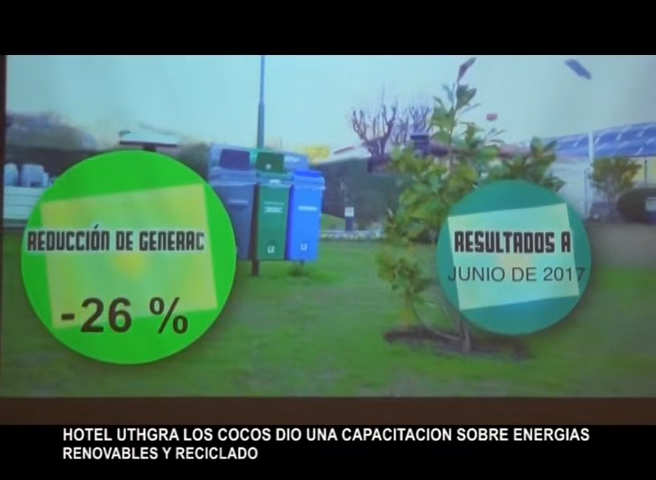 REDUCCIÓN DE GENERAC
-26 %
RESULTADOS A
JUNIO DE 2017
HOTEL UTHGRA LOS COCOS DIO UNA CAPACITACION SOBRE ENERGIAS
RENOVABLES Y RECICLADO